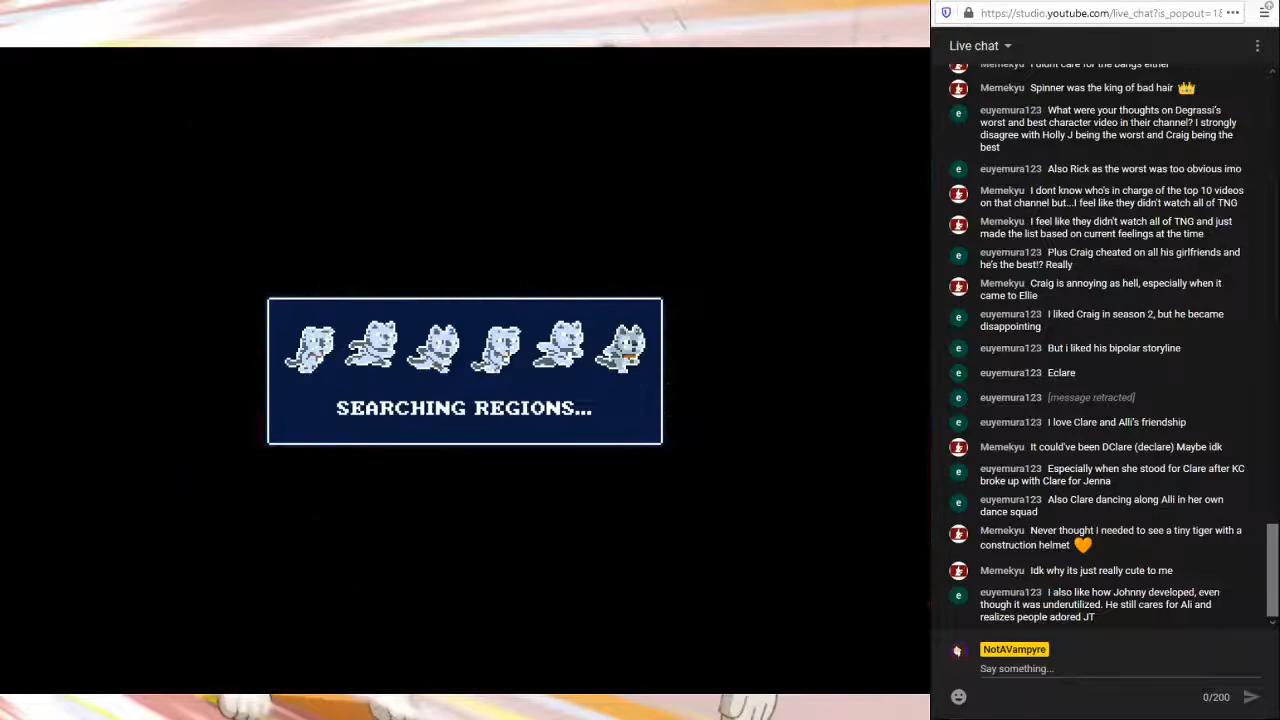 SEARCHING REGIONS...
https://studio.youtube.com/live_chat?is_popout=1&
Live chat
Memekyu I didnt care for the bangs either
Memekyu Spinner was the king of bad hair 👑
e euyemura123 What were your thoughts on Degrassi's
worst and best character video in their channel? I strongly
disagree with Holly J being the worst and Craig being the
best
e euyemura123 Also Rick as the worst was too obvious imo
Memekyu I dont know who's in charge of the top 10 videos
on that channel but...I feel like they didn't watch all of TNG
Memekyu I feel like they didn't watch all of TNG and just
made the list based on current feelings at the time
e euyemura123 Plus Craig cheated on all his girlfriends and
he's the best!? Really
Memekyu Craig is annoying as hell, especially when it
came to Ellie
e euyemura123 I liked Craig in season 2, but he became
disappointing
e euyemura123 But i liked his bipolar storyline
e euyemura123 Eclare
e euyemura123 [message retracted]
e euyemura123 I love Clare and Alli's friendship
Memekyu It could've been DClare (declare) Maybe idk
e euyemura123 Especially when she stood for Clare after KC
broke up with Clare for Jenna
e euyemura123 Also Clare dancing along Alli in her own
dance squad
Memekyu Never thought I needed to see a tiny tiger with a
construction helmet 🧡
Memekyu Idk why its just really cute to me
e euyemura123 I also like how Johnny developed, even
though it was underutilized. He still cares for Ali and
realizes people adored JT
NotAVampyre
Say something...
0/200